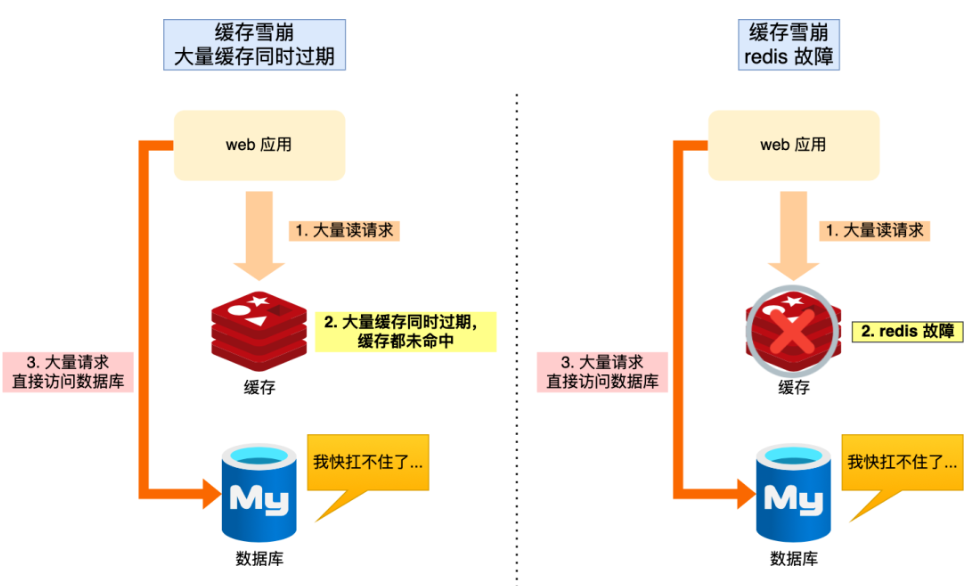 缓存雪崩
大量缓存同时过期
web 应用
1. 大量读请求
2. 大量缓存同时过期，
缓存都未命中
缓存
3. 大量请求
直接访问数据库
我快扛不住了...
My
数据库
缓存雪崩
redis 故障
web 应用
1. 大量读请求
2. redis 故障
缓存
3. 大量请求
直接访问数据库
我快扛不住了...
My
数据库